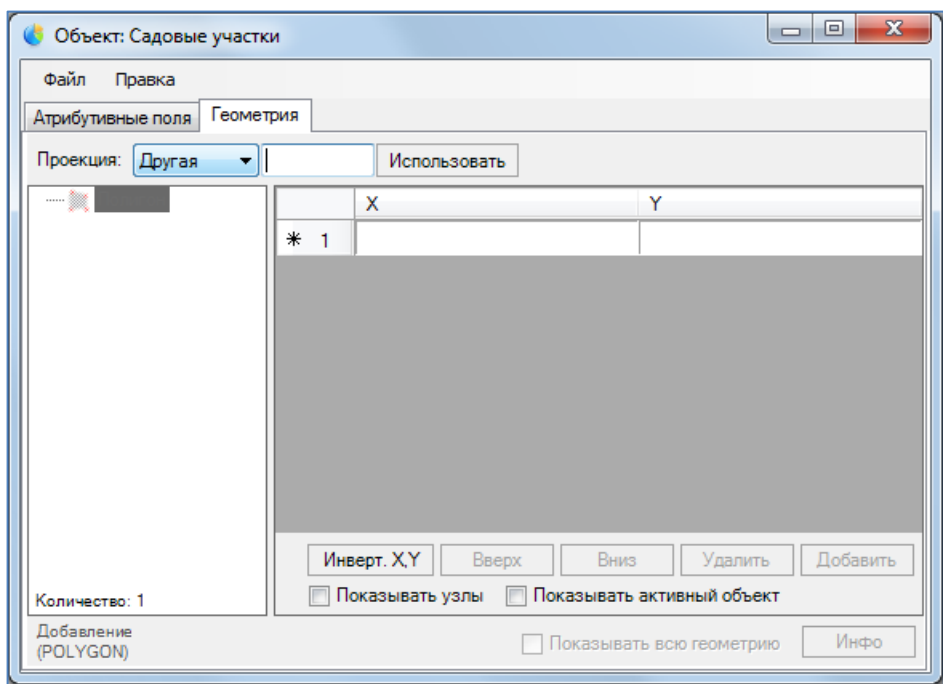 Объект: Садовые участки
Файл Правка
Атрибутивные поля Геометрия
Проекция: Другая Использовать
X Y
1
Инверт. X,Y Вверх Вниз Удалить Добавить
Показывать узлы Показывать активный объект
Количество: 1
Добавление
(POLYGON)
Показывать всю геометрию Инфо